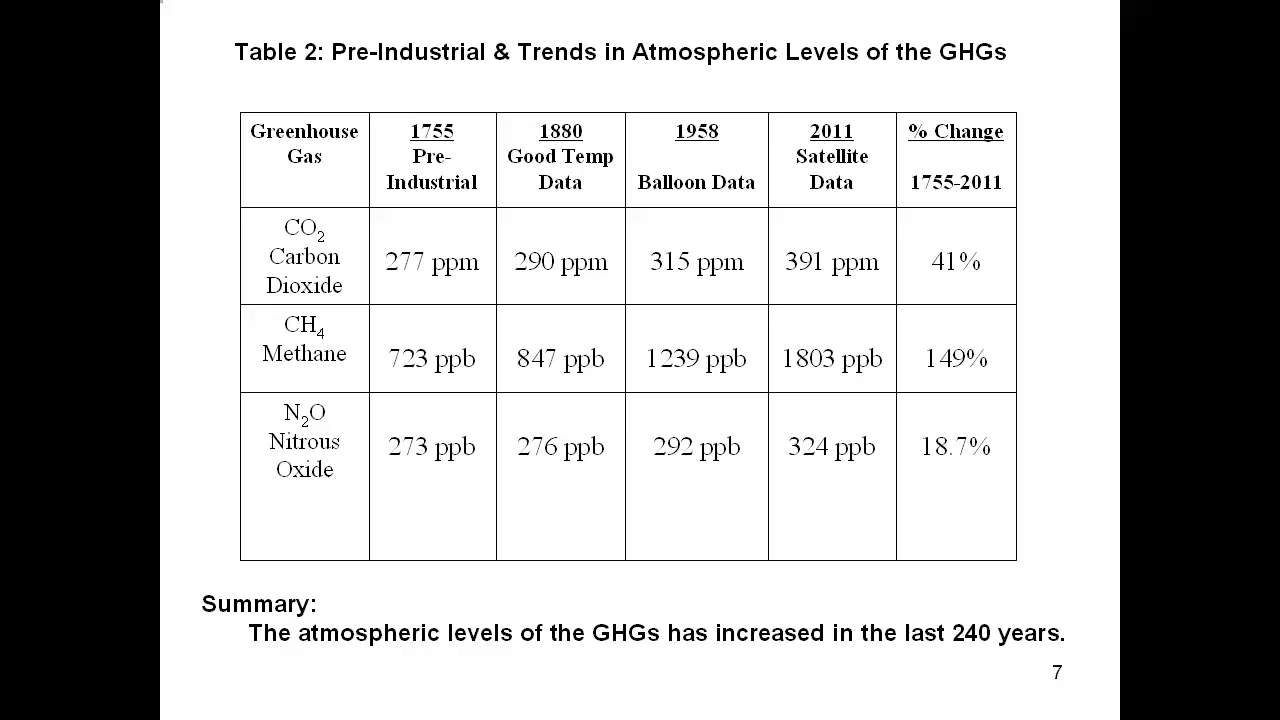 Table 2: Pre-Industrial & Trends in Atmospheric Levels of the GHGs
Greenhouse Gas
1755 Pre-Industrial
1880 Good Temp Data
1958 Balloon Data
2011 Satellite Data
% Change 1755-2011
CO₂ Carbon Dioxide
277 ppm
290 ppm
315 ppm
391 ppm
41%
CH₄ Methane
723 ppb
847 ppb
1239 ppb
1803 ppb
149%
N₂O Nitrous Oxide
273 ppb
276 ppb
292 ppb
324 ppb
18.7%
Summary:
The atmospheric levels of the GHGs has increased in the last 240 years.
7